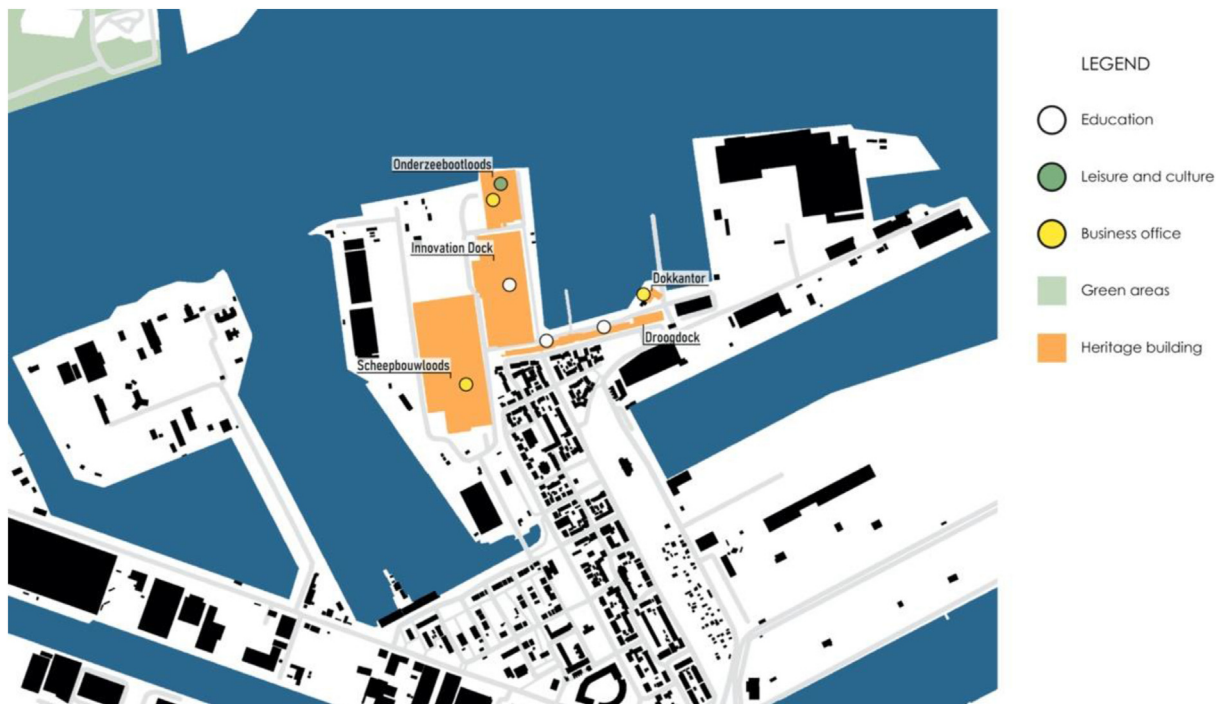 Onderzeebootloods
Innovation Dock
Dokkantor
Droogdock
Scheepbouwloods
LEGEND
Education
Leisure and culture
Business office
Green areas
Heritage building